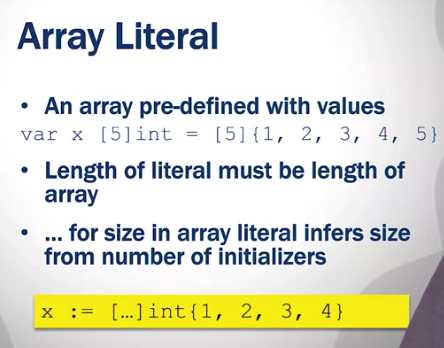 Array Literal
• An array pre-defined with values
var x [5]int = [5]{1, 2, 3, 4, 5}
• Length of literal must be length of
array
• ... for size in array literal infers size
from number of initializers
x := […]int{1, 2, 3, 4}